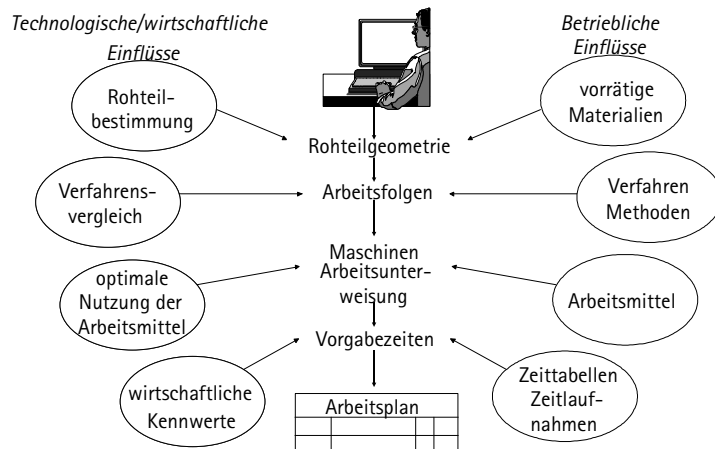 Technologische/wirtschaftliche
Einflüsse
Betriebliche
Einflüsse
Rohteil-
bestimmung
vorrätige
Materialien
Rohteilgeometrie
Verfahrens-
vergleich
Arbeitsfolgen
Verfahren
Methoden
optimale
Nutzung der
Arbeitsmittel
Maschinen
Arbeitsunter-
weisung
Arbeitsmittel
Vorgabezeiten
wirtschaftliche
Kennwerte
Zeittabellen
Zeitlauf-
nahmen
Arbeitsplan